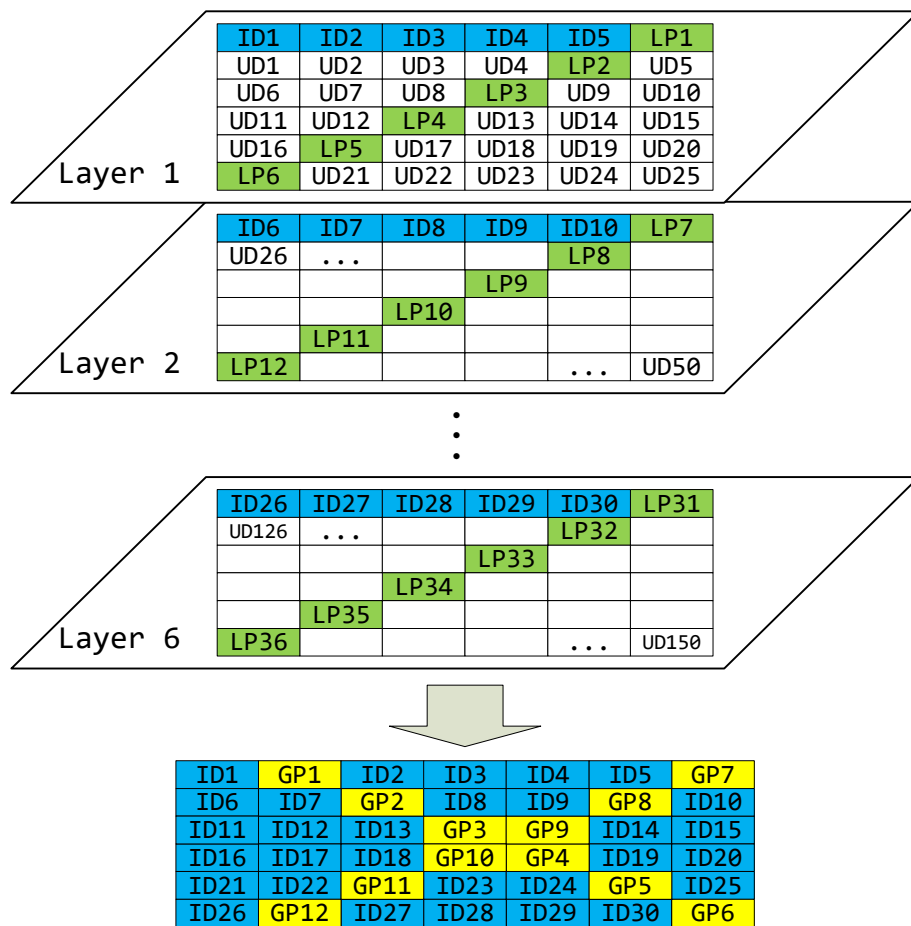 ID1 ID2 ID3 ID4 ID5 LP1
UD1 UD2 UD3 UD4 LP2 UD5
UD6 UD7 UD8 LP3 UD9 UD10
UD11 UD12 LP4 UD13 UD14 UD15
UD16 LP5 UD17 UD18 UD19 UD20
LP6 UD21 UD22 UD23 UD24 UD25
Layer 1
ID6 ID7 ID8 ID9 ID10 LP7
UD26 ... LP8
LP9
LP10
LP11
LP12 ... UD50
Layer 2
ID26 ID27 ID28 ID29 ID30 LP31
UD126 ... LP32
LP33
LP34
LP35
LP36 ... UD150
Layer 6
ID1 GP1 ID2 ID3 ID4 ID5 GP7
ID6 ID7 GP2 ID8 ID9 GP8 ID10
ID11 ID12 ID13 GP3 GP9 ID14 ID15
ID16 ID17 ID18 GP10 GP4 ID19 ID20
ID21 ID22 GP11 ID23 ID24 GP5 ID25
ID26 GP12 ID27 ID28 ID29 ID30 GP6